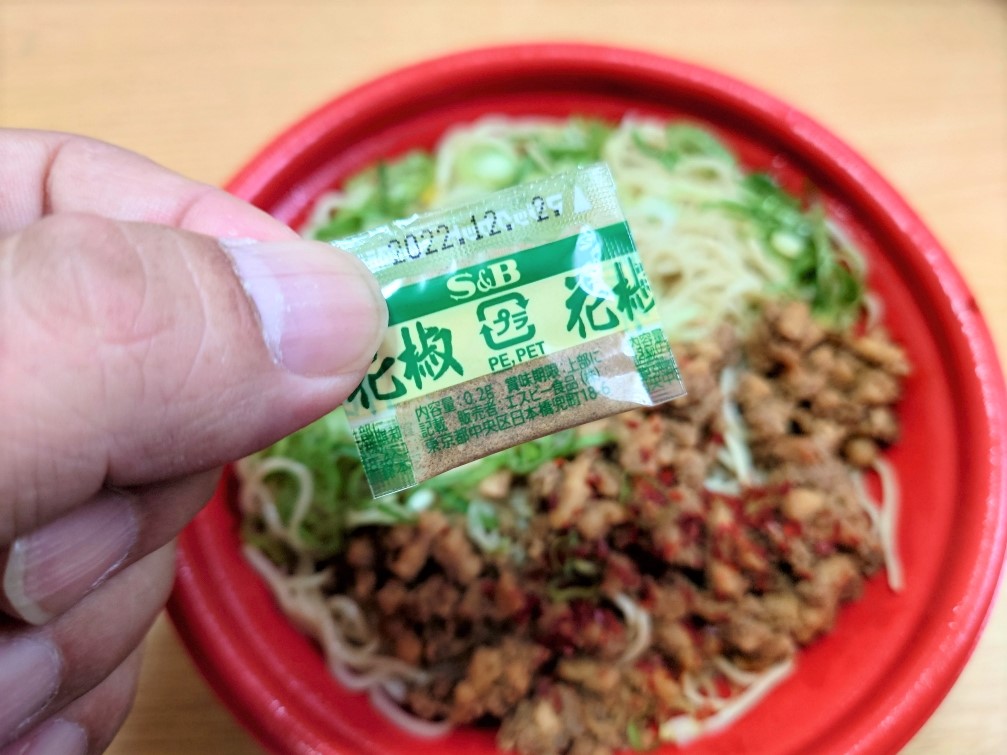 2022.12. 2.
S&B
花椒
プラ
花椒
PE,PET
内容量:0.2g 賞味期限:上部に
記載 販売者:エスビー食品(株)
東京都中央区日本橋兜町18-6